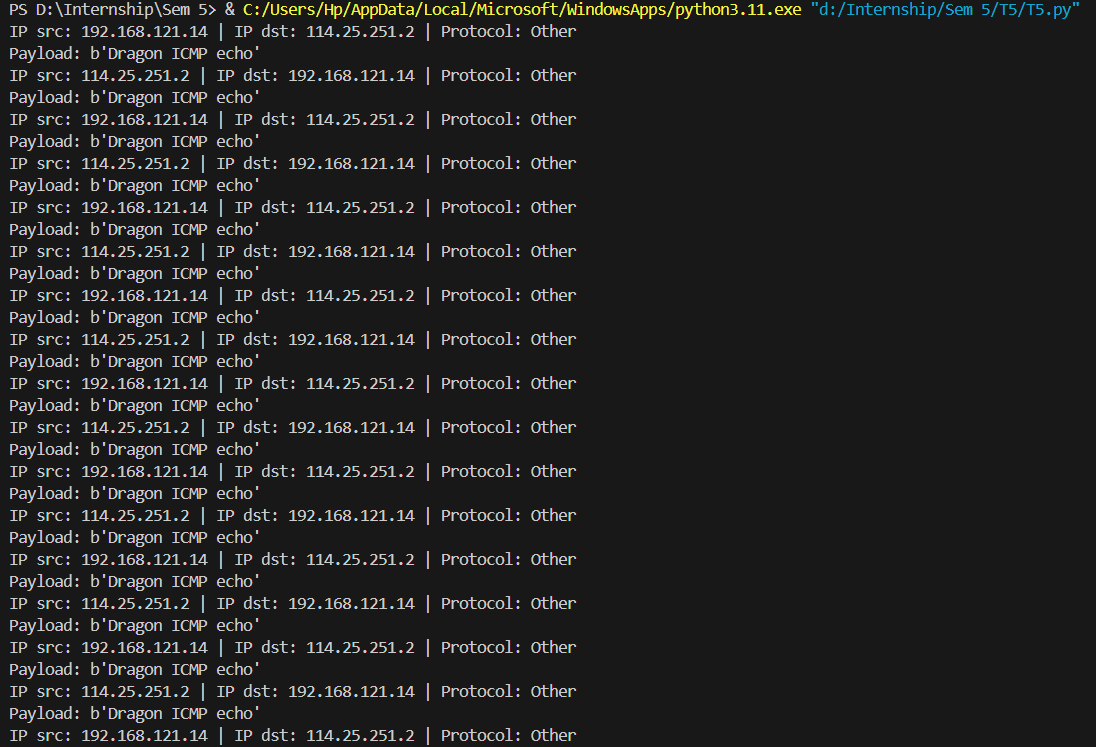 PS D:\Internship\Sem 5> & C:/Users/Hp/AppData/Local/Microsoft/WindowsApps/python3.11.exe "d:/Internship/Sem 5/T5/T5.py"
IP src: 192.168.121.14 | IP dst: 114.25.251.2 | Protocol: Other
Payload: b'Dragon ICMP echo'
IP src: 114.25.251.2 | IP dst: 192.168.121.14 | Protocol: Other
Payload: b'Dragon ICMP echo'
IP src: 192.168.121.14 | IP dst: 114.25.251.2 | Protocol: Other
Payload: b'Dragon ICMP echo'
IP src: 114.25.251.2 | IP dst: 192.168.121.14 | Protocol: Other
Payload: b'Dragon ICMP echo'
IP src: 192.168.121.14 | IP dst: 114.25.251.2 | Protocol: Other
Payload: b'Dragon ICMP echo'
IP src: 114.25.251.2 | IP dst: 192.168.121.14 | Protocol: Other
Payload: b'Dragon ICMP echo'
IP src: 192.168.121.14 | IP dst: 114.25.251.2 | Protocol: Other
Payload: b'Dragon ICMP echo'
IP src: 114.25.251.2 | IP dst: 192.168.121.14 | Protocol: Other
Payload: b'Dragon ICMP echo'
IP src: 192.168.121.14 | IP dst: 114.25.251.2 | Protocol: Other
Payload: b'Dragon ICMP echo'
IP src: 114.25.251.2 | IP dst: 192.168.121.14 | Protocol: Other
Payload: b'Dragon ICMP echo'
IP src: 192.168.121.14 | IP dst: 114.25.251.2 | Protocol: Other
Payload: b'Dragon ICMP echo'
IP src: 114.25.251.2 | IP dst: 192.168.121.14 | Protocol: Other
Payload: b'Dragon ICMP echo'
IP src: 192.168.121.14 | IP dst: 114.25.251.2 | Protocol: Other
Payload: b'Dragon ICMP echo'
IP src: 114.25.251.2 | IP dst: 192.168.121.14 | Protocol: Other
Payload: b'Dragon ICMP echo'
IP src: 192.168.121.14 | IP dst: 114.25.251.2 | Protocol: Other
Payload: b'Dragon ICMP echo'
IP src: 114.25.251.2 | IP dst: 192.168.121.14 | Protocol: Other
Payload: b'Dragon ICMP echo'
IP src: 192.168.121.14 | IP dst: 114.25.251.2 | Protocol: Other